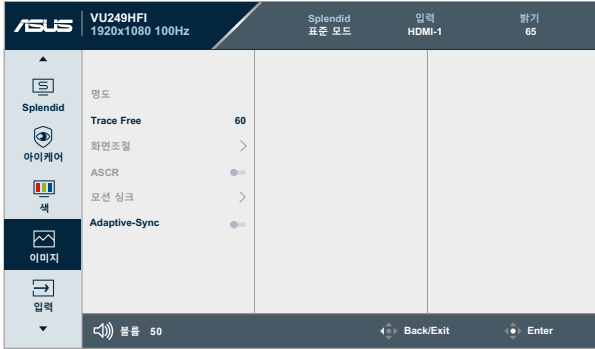 ASUS
VU249HFI
1920x1080 100Hz
Splendid
표준 모드
입력
HDMI-1
밝기
65
Splendid
아이케어
색
이미지
입력
명도
Trace Free 60
화면조절
ASCR
모션 싱크
Adaptive-Sync
볼륨 50
Back/Exit
Enter